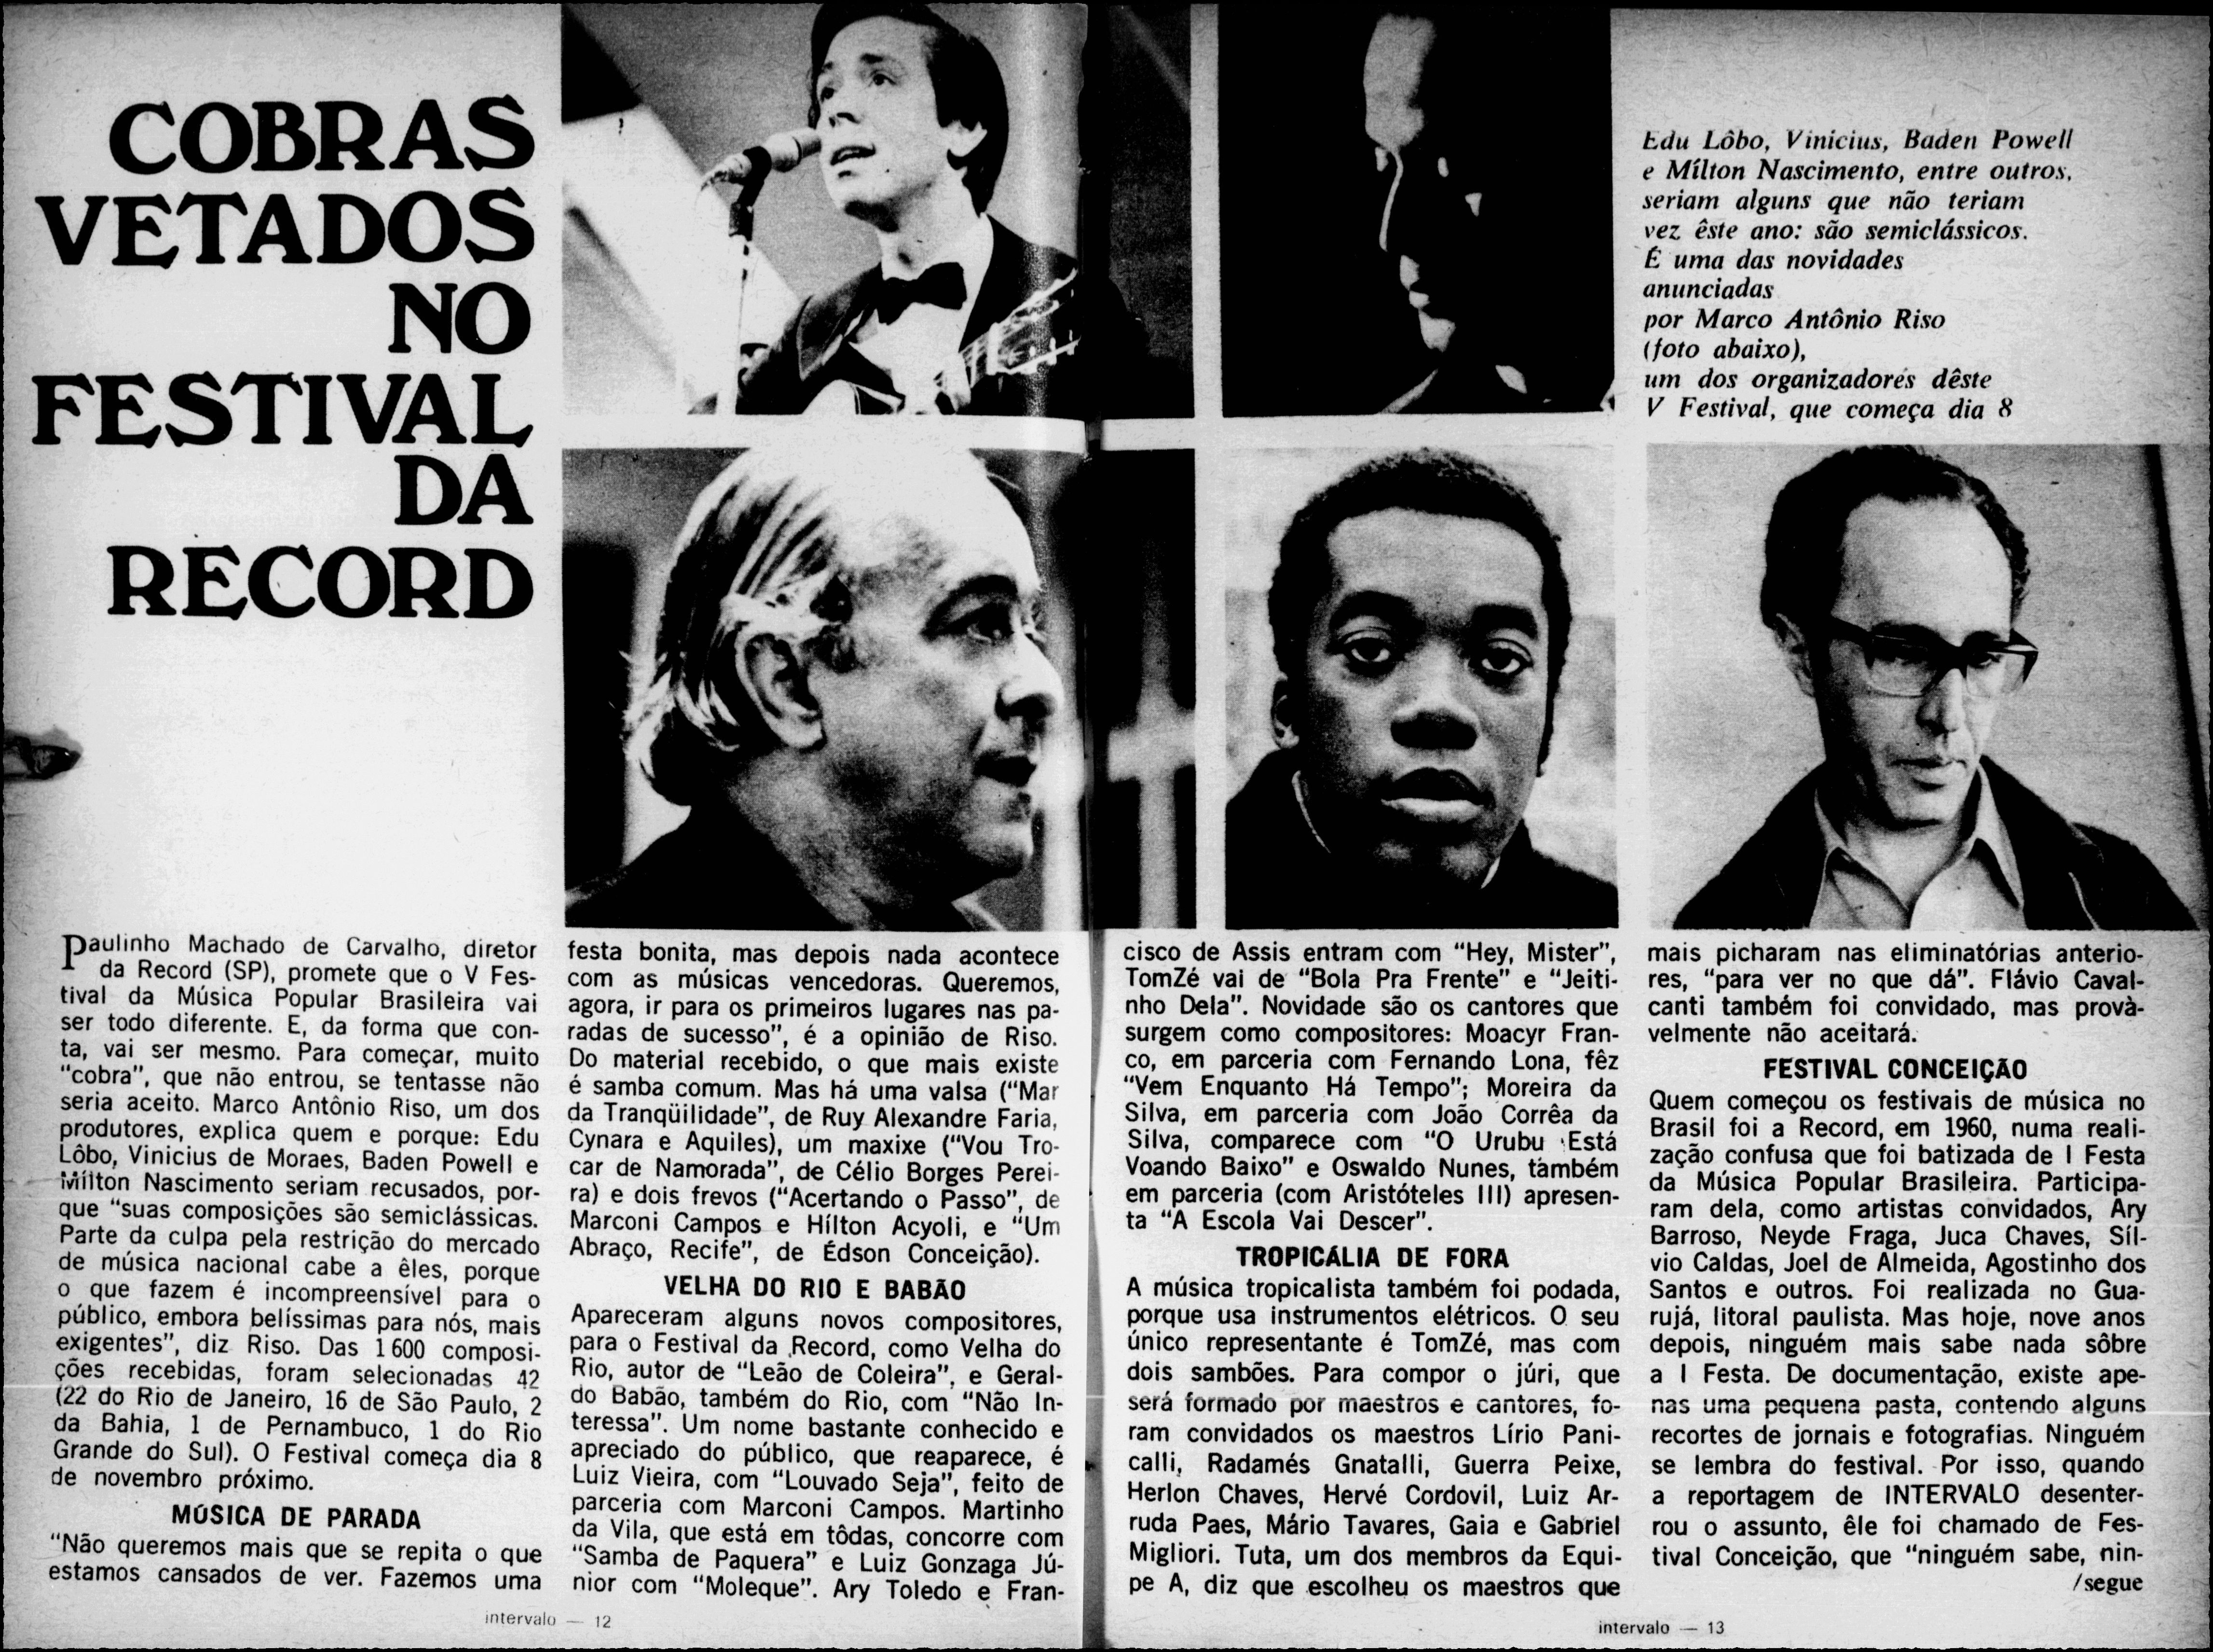 COBRAS
VETADOS
NO
FESTIVAL
DA
RECORD
Edu Lôbo, Vinicius, Baden Powell
e Mílton Nascimento, entre outros,
seriam alguns que não teriam
vez êste ano: são semiclássicos.
É uma das novidades
anunciadas
por Marco Antônio Riso
(foto abaixo),
um dos organizadores dêste
V Festival, que começa dia 8
Paulinho Machado de Carvalho, diretor
da Record (SP), promete que o V Fes-
tival da Música Popular Brasileira vai
ser todo diferente. E, da forma que con-
ta, vai ser mesmo. Para começar, muito
"cobra", que não entrou, se tentasse não
seria aceito. Marco Antônio Riso, um dos
produtores, explica quem e porque: Edu
Lôbo, Vinicius de Moraes, Baden Powell e
Mílton Nascimento seriam recusados, por-
que "suas composições são semiclássicas.
Parte da culpa pela restrição do mercado
de música nacional cabe a êles, porque
o que fazem é incompreensível para o
público, embora belíssimas para nós, mais
exigentes", diz Riso. Das 1600 composi-
ções recebidas, foram selecionadas 42
(22 do Rio de Janeiro, 16 de São Paulo, 2
da Bahia, 1 de Pernambuco, 1 do Rio
Grande do Sul). O Festival começa dia 8
de novembro próximo.
MÚSICA DE PARADA
"Não queremos mais que se repita o que
estamos cansados de ver. Fazemos uma
festa bonita, mas depois nada acontece
com as músicas vencedoras. Queremos,
agora, ir para os primeiros lugares nas pa-
radas de sucesso", é a opinião de Riso.
Do material recebido, o que mais existe
é samba comum. Mas há uma valsa ("Mar
da Tranqüilidade", de Ruy Alexandre Faria,
Cynara e Aquiles), um maxixe ("Vou Tro-
car de Namorada", de Célio Borges Perei-
ra) e dois frevos ("Acertando o Passo", de
Marconi Campos e Hílton Acyoli, e "Um
Abraço, Recife", de Édson Conceição).
VELHA DO RIO E BABÃO
Apareceram alguns novos compositores,
para o Festival da Record, como Velha do
Rio, autor de "Leão de Coleira", e Geral-
do Babão, também do Rio, com "Não In-
teressa". Um nome bastante conhecido e
apreciado do público, que reaparece, é
Luiz Vieira, com "Louvado Seja", feito de
parceria com Marconi Campos. Martinho
da Vila, que está em tôdas, concorre com
"Samba de Paquera" e Luiz Gonzaga Jú-
nior com "Moleque". Ary Toledo e Fran-
intervalo — 12
cisco de Assis entram com "Hey, Mister",
TomZé vai de "Bola Pra Frente" e "Jeiti-
nho Dela". Novidade são os cantores que
surgem como compositores: Moacyr Fran-
co, em parceria com Fernando Lona, fêz
"Vem Enquanto Há Tempo"; Moreira da
Silva, em parceria com João Corrêa da
Silva, comparece com "O Urubu Está
Voando Baixo" e Oswaldo Nunes, também
em parceria (com Aristóteles III) apresen-
ta "A Escola Vai Descer".
TROPICÁLIA DE FORA
A música tropicalista também foi podada,
porque usa instrumentos elétricos. O seu
único representante é TomZé, mas com
dois sambões. Para compor o júri, que
será formado por maestros e cantores, fo-
ram convidados os maestros Lírio Pani-
calli, Radamés Gnatalli, Guerra Peixe,
Herlon Chaves, Hervé Cordovil, Luiz Ar-
ruda Paes, Mário Tavares, Gaia e Gabriel
Migliori. Tuta, um dos membros da Equi-
pe A, diz que escolheu os maestros que
mais picharam nas eliminatórias anterio-
res, "para ver no que dá". Flávio Caval-
canti também foi convidado, mas provà-
velmente não aceitará.
FESTIVAL CONCEIÇÃO
Quem começou os festivais de música no
Brasil foi a Record, em 1960, numa reali-
zação confusa que foi batizada de I Festa
da Música Popular Brasileira. Participa-
ram dela, como artistas convidados, Ary
Barroso, Neyde Fraga, Juca Chaves, Síl-
vio Caldas, Joel de Almeida, Agostinho dos
Santos e outros. Foi realizada no Gua-
rujá, litoral paulista. Mas hoje, nove anos
depois, ninguém mais sabe nada sôbre
a I Festa. De documentação, existe ape-
nas uma pequena pasta, contendo alguns
recortes de jornais e fotografias. Ninguém
se lembra do festival. Por isso, quando
a reportagem de INTERVALO desenter-
rou o assunto, êle foi chamado de Fes-
tival Conceição, que "ninguém sabe, nin-
/segue
intervalo — 13